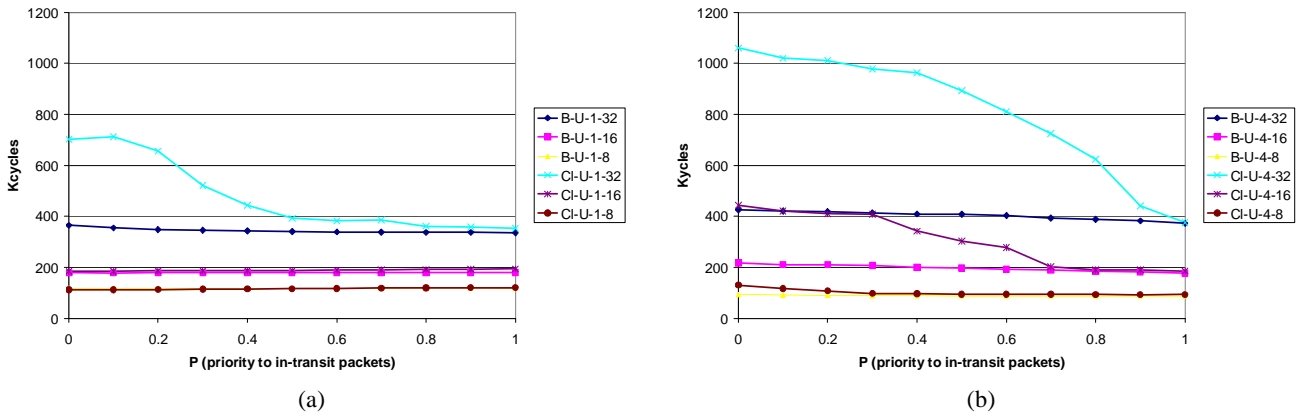 1200
1000
800
600
400
200
0
Kcycles
0 0.2 0.4 0.6 0.8 1
P (priority to in-transit packets)
B-U-1-32
B-U-1-16
B-U-1-8
Cl-U-1-32
Cl-U-1-16
Cl-U-1-8
(a)
1200
1000
800
600
400
200
0
Kycles
0 0.2 0.4 0.6 0.8 1
P (priority to in-transit packets)
B-U-4-32
B-U-4-16
B-U-4-8
Cl-U-4-32
Cl-U-4-16
Cl-U-4-8
(b)